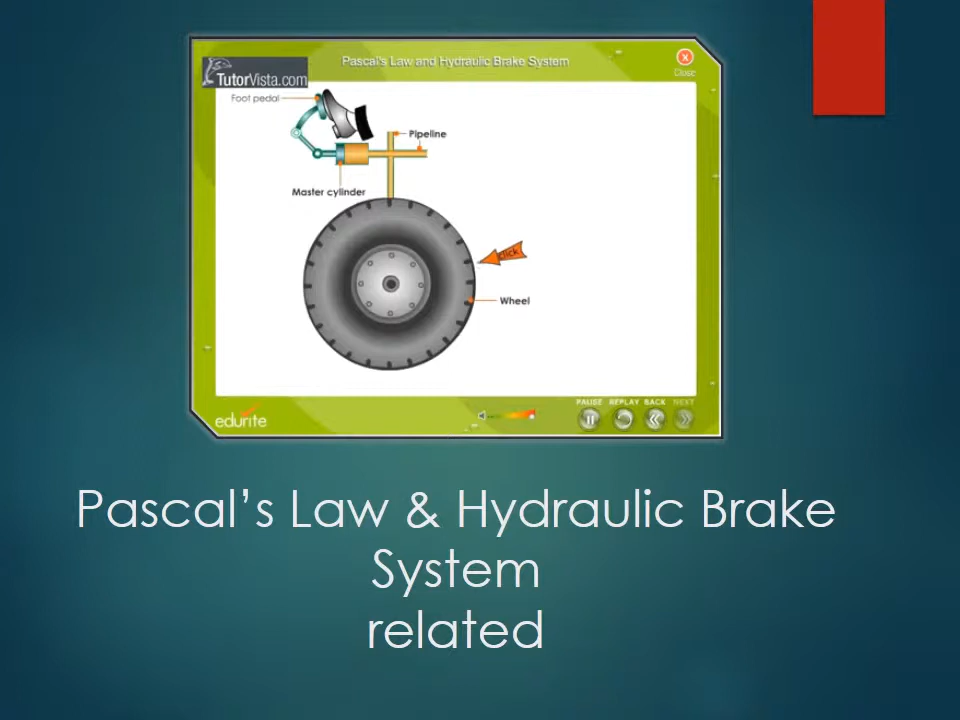 Pascal's Law and Hydraulic Brake System
Close
TutorVista.com
Foot pedal
Pipeline
Master cylinder
click
Wheel
PAUSE REPLAY BACK NEXT
edurite
Pascal’s Law & Hydraulic Brake
System
related